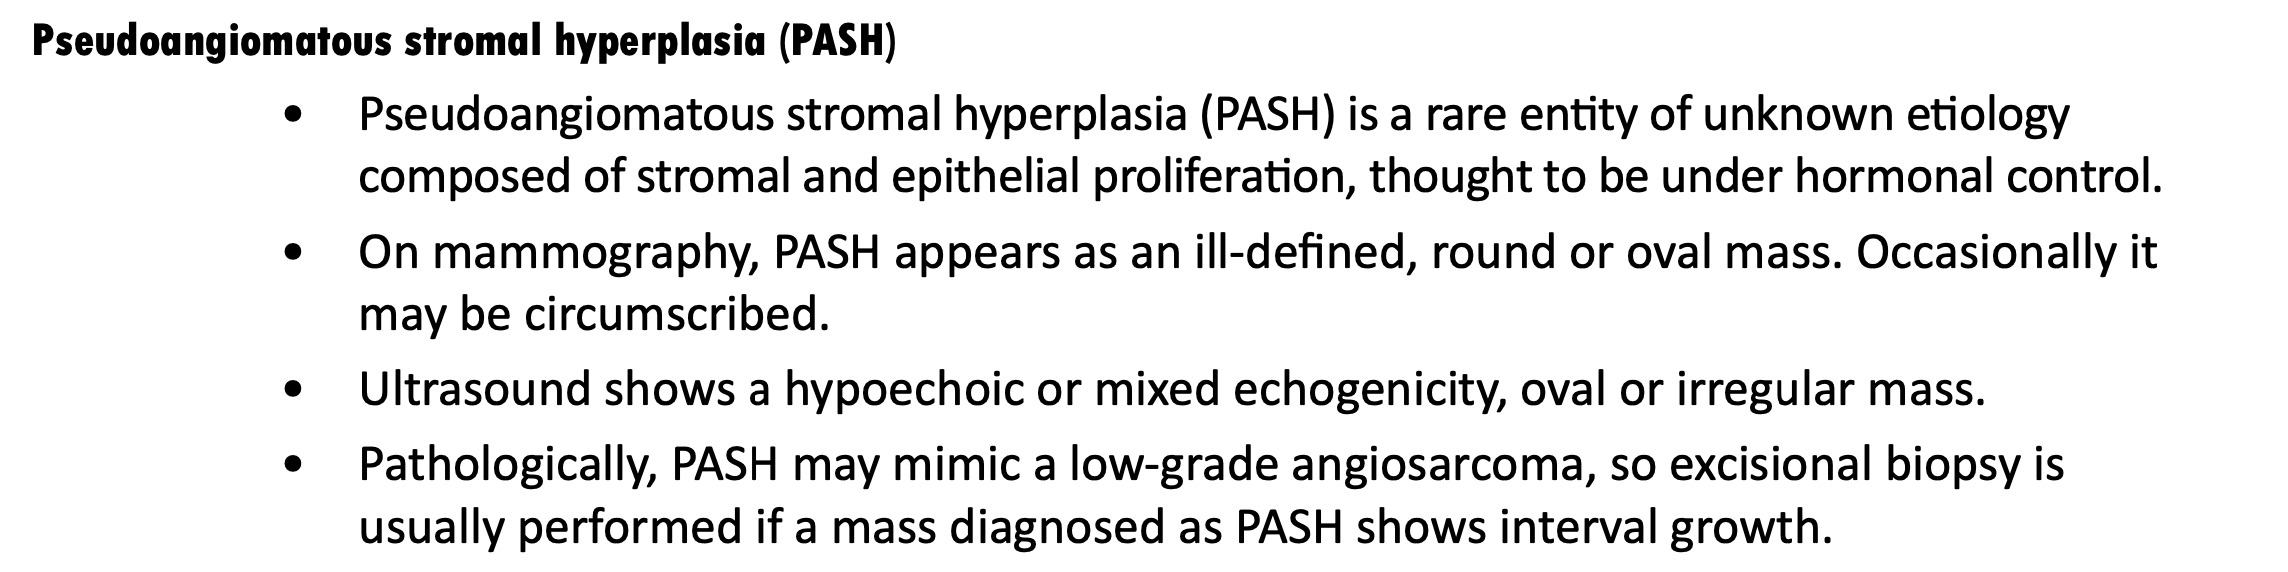 Pseudoangiomatous stromal hyperplasia (PASH)
• Pseudoangiomatous stromal hyperplasia (PASH) is a rare entity of unknown etiology
composed of stromal and epithelial proliferation, thought to be under hormonal control.
• On mammography, PASH appears as an ill-defined, round or oval mass. Occasionally it
may be circumscribed.
• Ultrasound shows a hypoechoic or mixed echogenicity, oval or irregular mass.
• Pathologically, PASH may mimic a low-grade angiosarcoma, so excisional biopsy is
usually performed if a mass diagnosed as PASH shows interval growth.